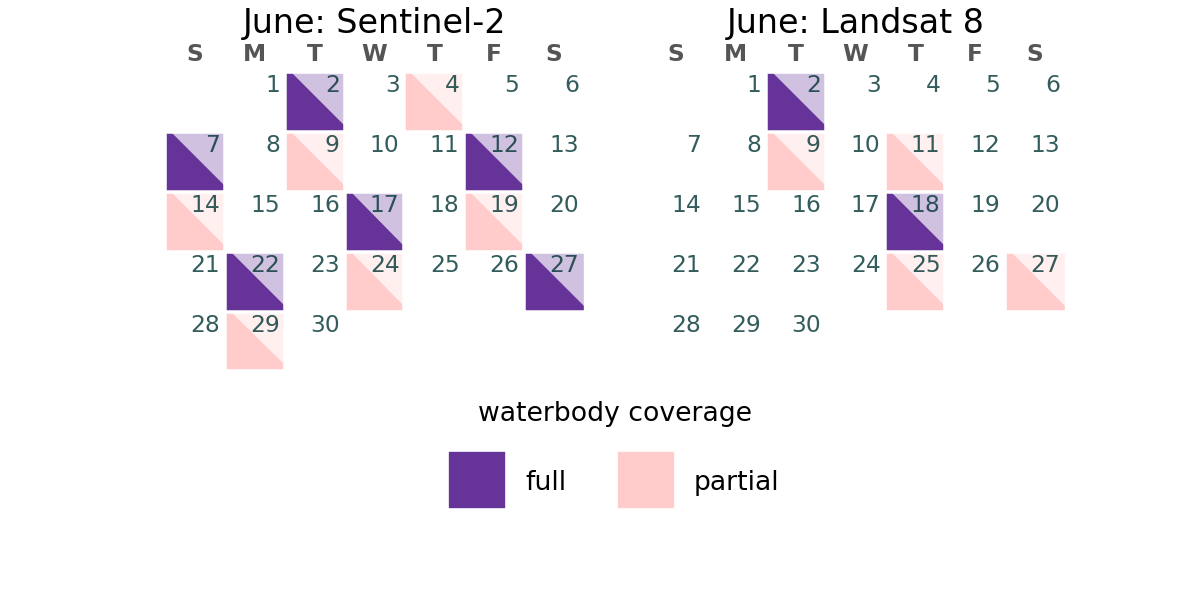 June: Sentinel-2
S M T W T F S
1 2 3 4 5 6
7 8 9 10 11 12 13
14 15 16 17 18 19 20
21 22 23 24 25 26 27
28 29 30
June: Landsat 8
S M T W T F S
1 2 3 4 5 6
7 8 9 10 11 12 13
14 15 16 17 18 19 20
21 22 23 24 25 26 27
28 29 30
waterbody coverage
full partial